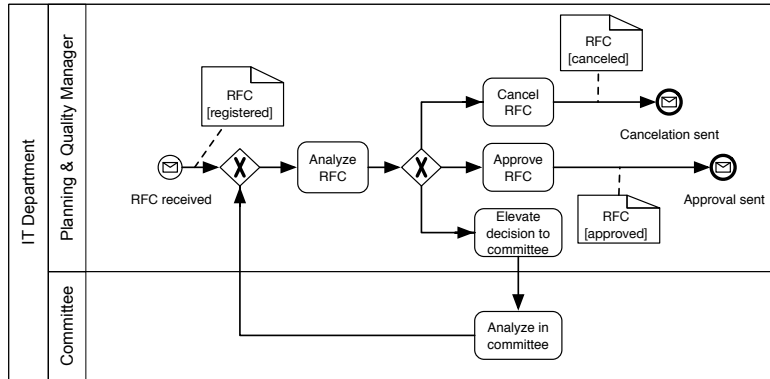 IT Department
Planning & Quality Manager
Committee
RFC
[registered]
RFC received
X
Analyze
RFC
X
Cancel
RFC
RFC
[canceled]
Cancelation sent
Approve
RFC
RFC
[approved]
Approval sent
Elevate
decision to
committee
Analyze in
committee